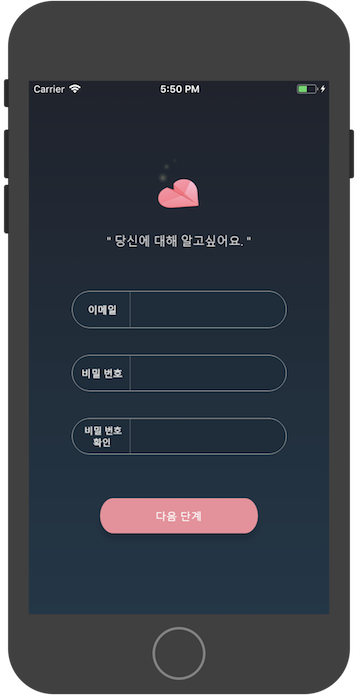 Carrier 5:50 PM
" 당신에 대해 알고싶어요. "
이메일
비밀 번호
비밀 번호
확인
다음 단계